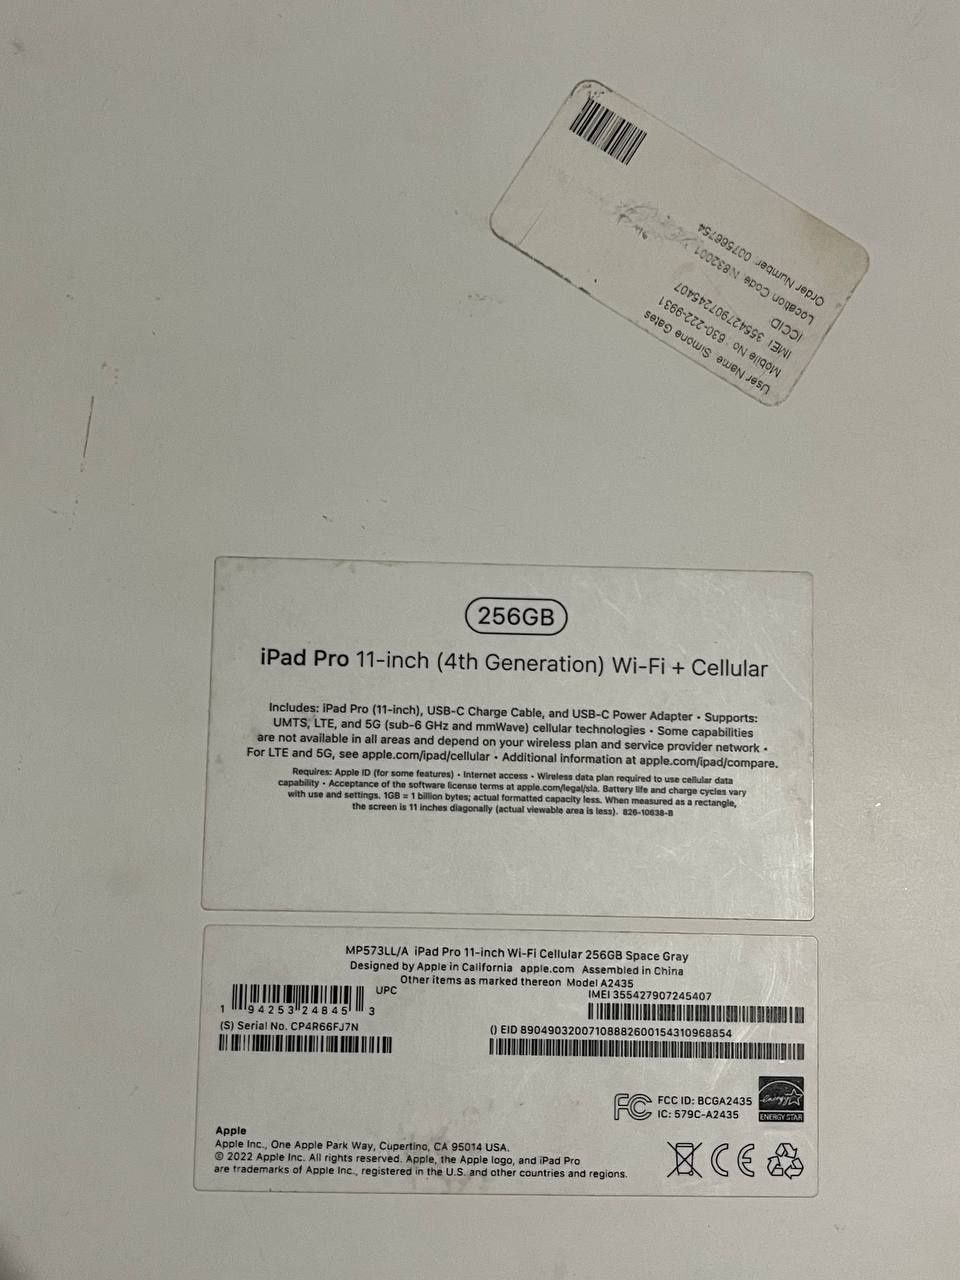 User Name Simone Gates
Mobile No 630-222-9931
IMEI 355427907245407
ICCID:
Location Code N832001
Order Number 007566754
256GB
iPad Pro 11-inch (4th Generation) Wi-Fi + Cellular
Includes: iPad Pro (11-inch), USB-C Charge Cable, and USB-C Power Adapter • Supports:
UMTS, LTE, and 5G (sub-6 GHz and mmWave) cellular technologies • Some capabilities
are not available in all areas and depend on your wireless plan and service provider network •
For LTE and 5G, see apple.com/ipad/cellular • Additional information at apple.com/ipad/compare.
Requires: Apple ID (for some features) • Internet access • Wireless data plan required to use cellular data
capability • Acceptance of the software license terms at apple.com/legal/sla. Battery life and charge cycles vary
with use and settings. 1GB = 1 billion bytes; actual formatted capacity less. When measured as a rectangle,
the screen is 11 inches diagonally (actual viewable area is less). 826-10638-B
MP573LL/A iPad Pro 11-inch Wi-Fi Cellular 256GB Space Gray
Designed by Apple in California apple.com Assembled in China
Other items as marked thereon Model A2435
UPC
1 94253 24845 3
IMEI 355427907245407
(S) Serial No. CP4R66FJ7N
() EID 89049032007108882600154310968854
FC
FCC ID: BCGA2435
IC: 579C-A2435
energy
ENERGY STAR
CE
Apple
Apple Inc., One Apple Park Way, Cupertino, CA 95014 USA.
© 2022 Apple Inc. All rights reserved. Apple, the Apple logo, and iPad Pro
are trademarks of Apple Inc., registered in the U.S. and other countries and regions.